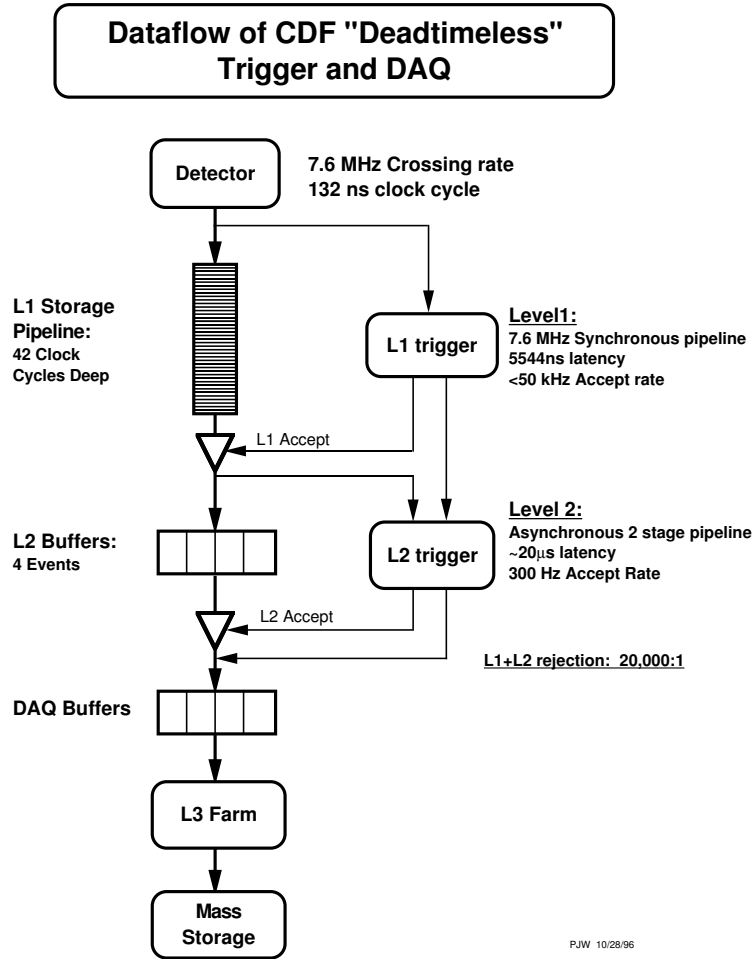 Dataflow of CDF "Deadtimeless"
Trigger and DAQ
Detector
7.6 MHz Crossing rate
132 ns clock cycle
L1 Storage
Pipeline:
42 Clock
Cycles Deep
L1 trigger
Level1:
7.6 MHz Synchronous pipeline
5544ns latency
<50 kHz Accept rate
L1 Accept
L2 Buffers:
4 Events
L2 trigger
Level 2:
Asynchronous 2 stage pipeline
~20μs latency
300 Hz Accept Rate
L2 Accept
L1+L2 rejection: 20,000:1
DAQ Buffers
L3 Farm
Mass
Storage
PJW 10/28/96